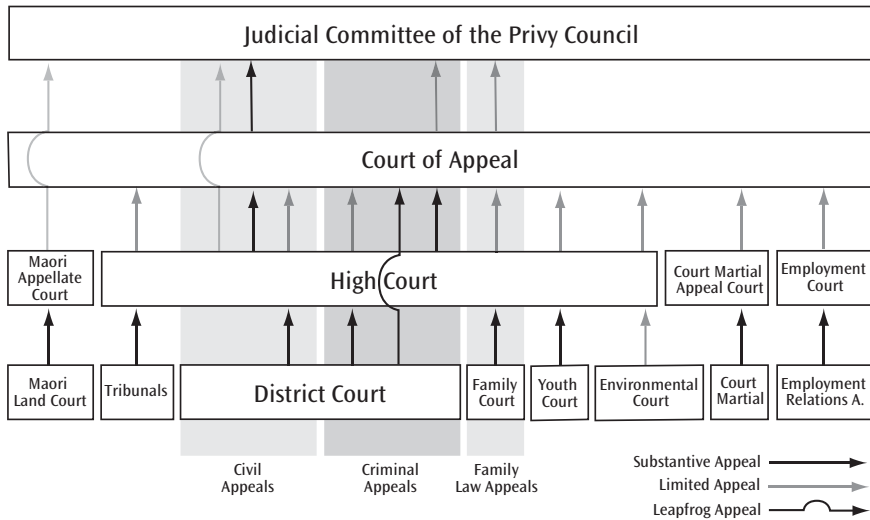 Judicial Committee of the Privy Council
Court of Appeal
Maori
Appellate
Court
High Court
Court Martial
Appeal Court
Employment
Court
Maori
Land Court
Tribunals
District Court
Family
Court
Youth
Court
Environmental
Court
Court
Martial
Employment
Relations A.
Civil
Appeals
Criminal
Appeals
Family
Law Appeals
Substantive Appeal
Limited Appeal
Leapfrog Appeal